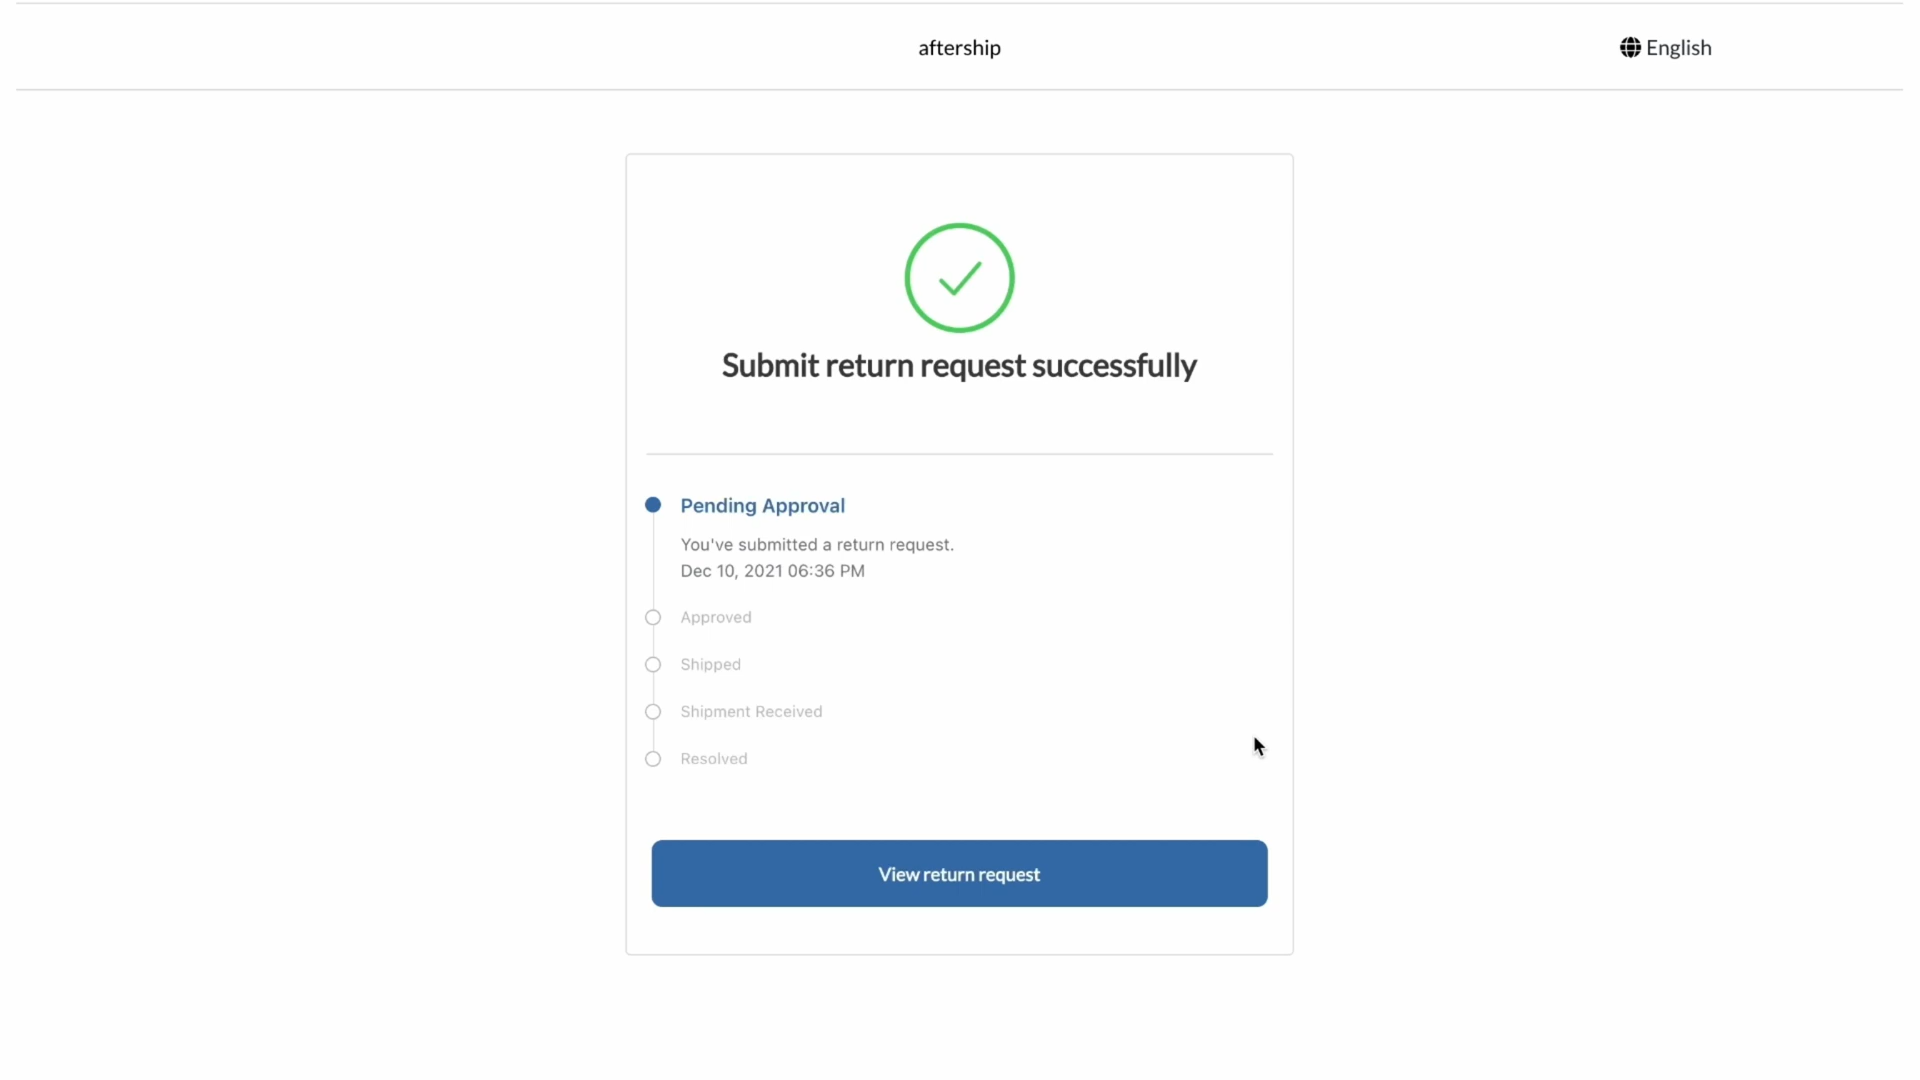 aftership
English
Submit return request successfully
Pending Approval
You've submitted a return request.
Dec 10, 2021 06:36 PM
Approved
Shipped
Shipment Received
Resolved
View return request